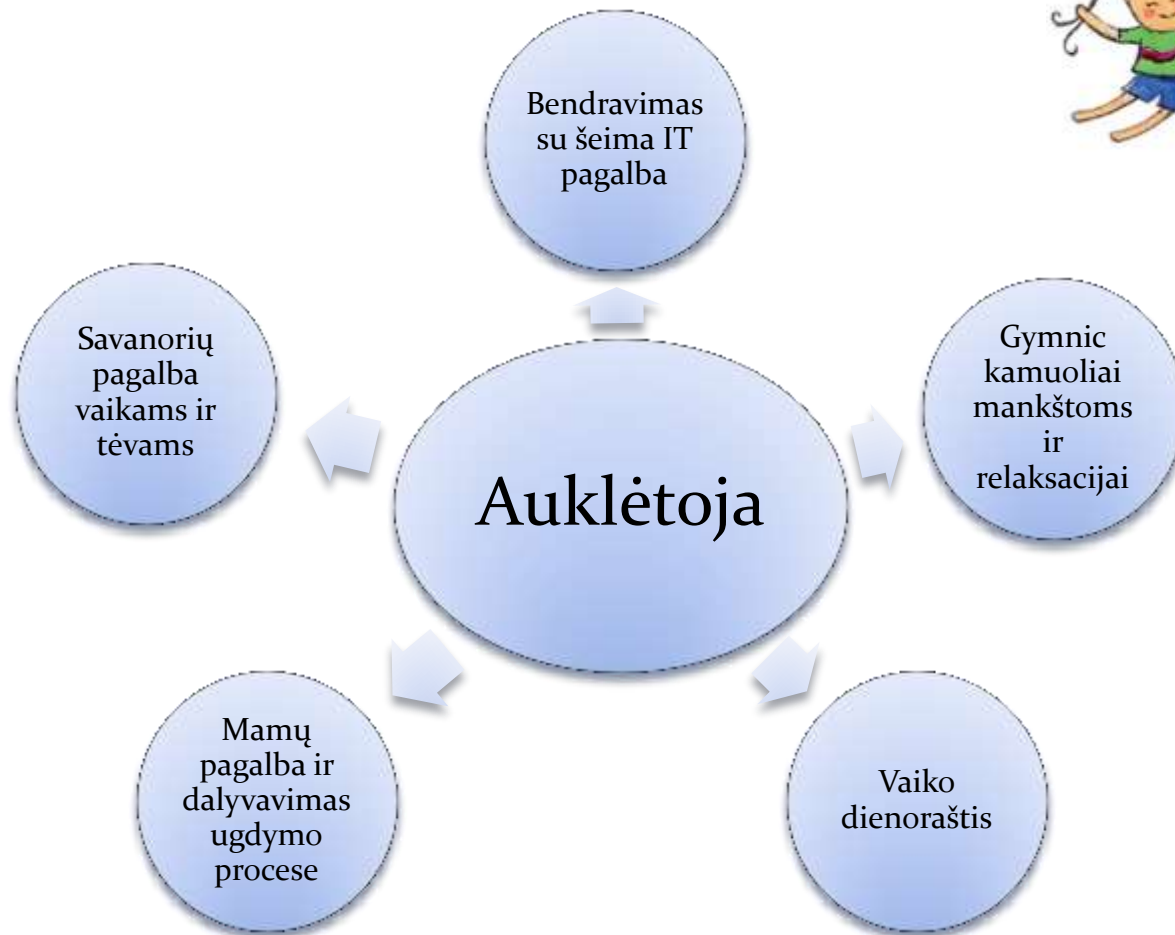 Bendravimas
su šeima IT
pagalba
Savanorių
pagalba
vaikams ir
tėvams
Gymnic
kamuoliai
mankštoms
ir
relaksacijai
Auklėtoja
Mamų
pagalba ir
dalyvavimas
ugdymo
procese
Vaiko
dienoraštis